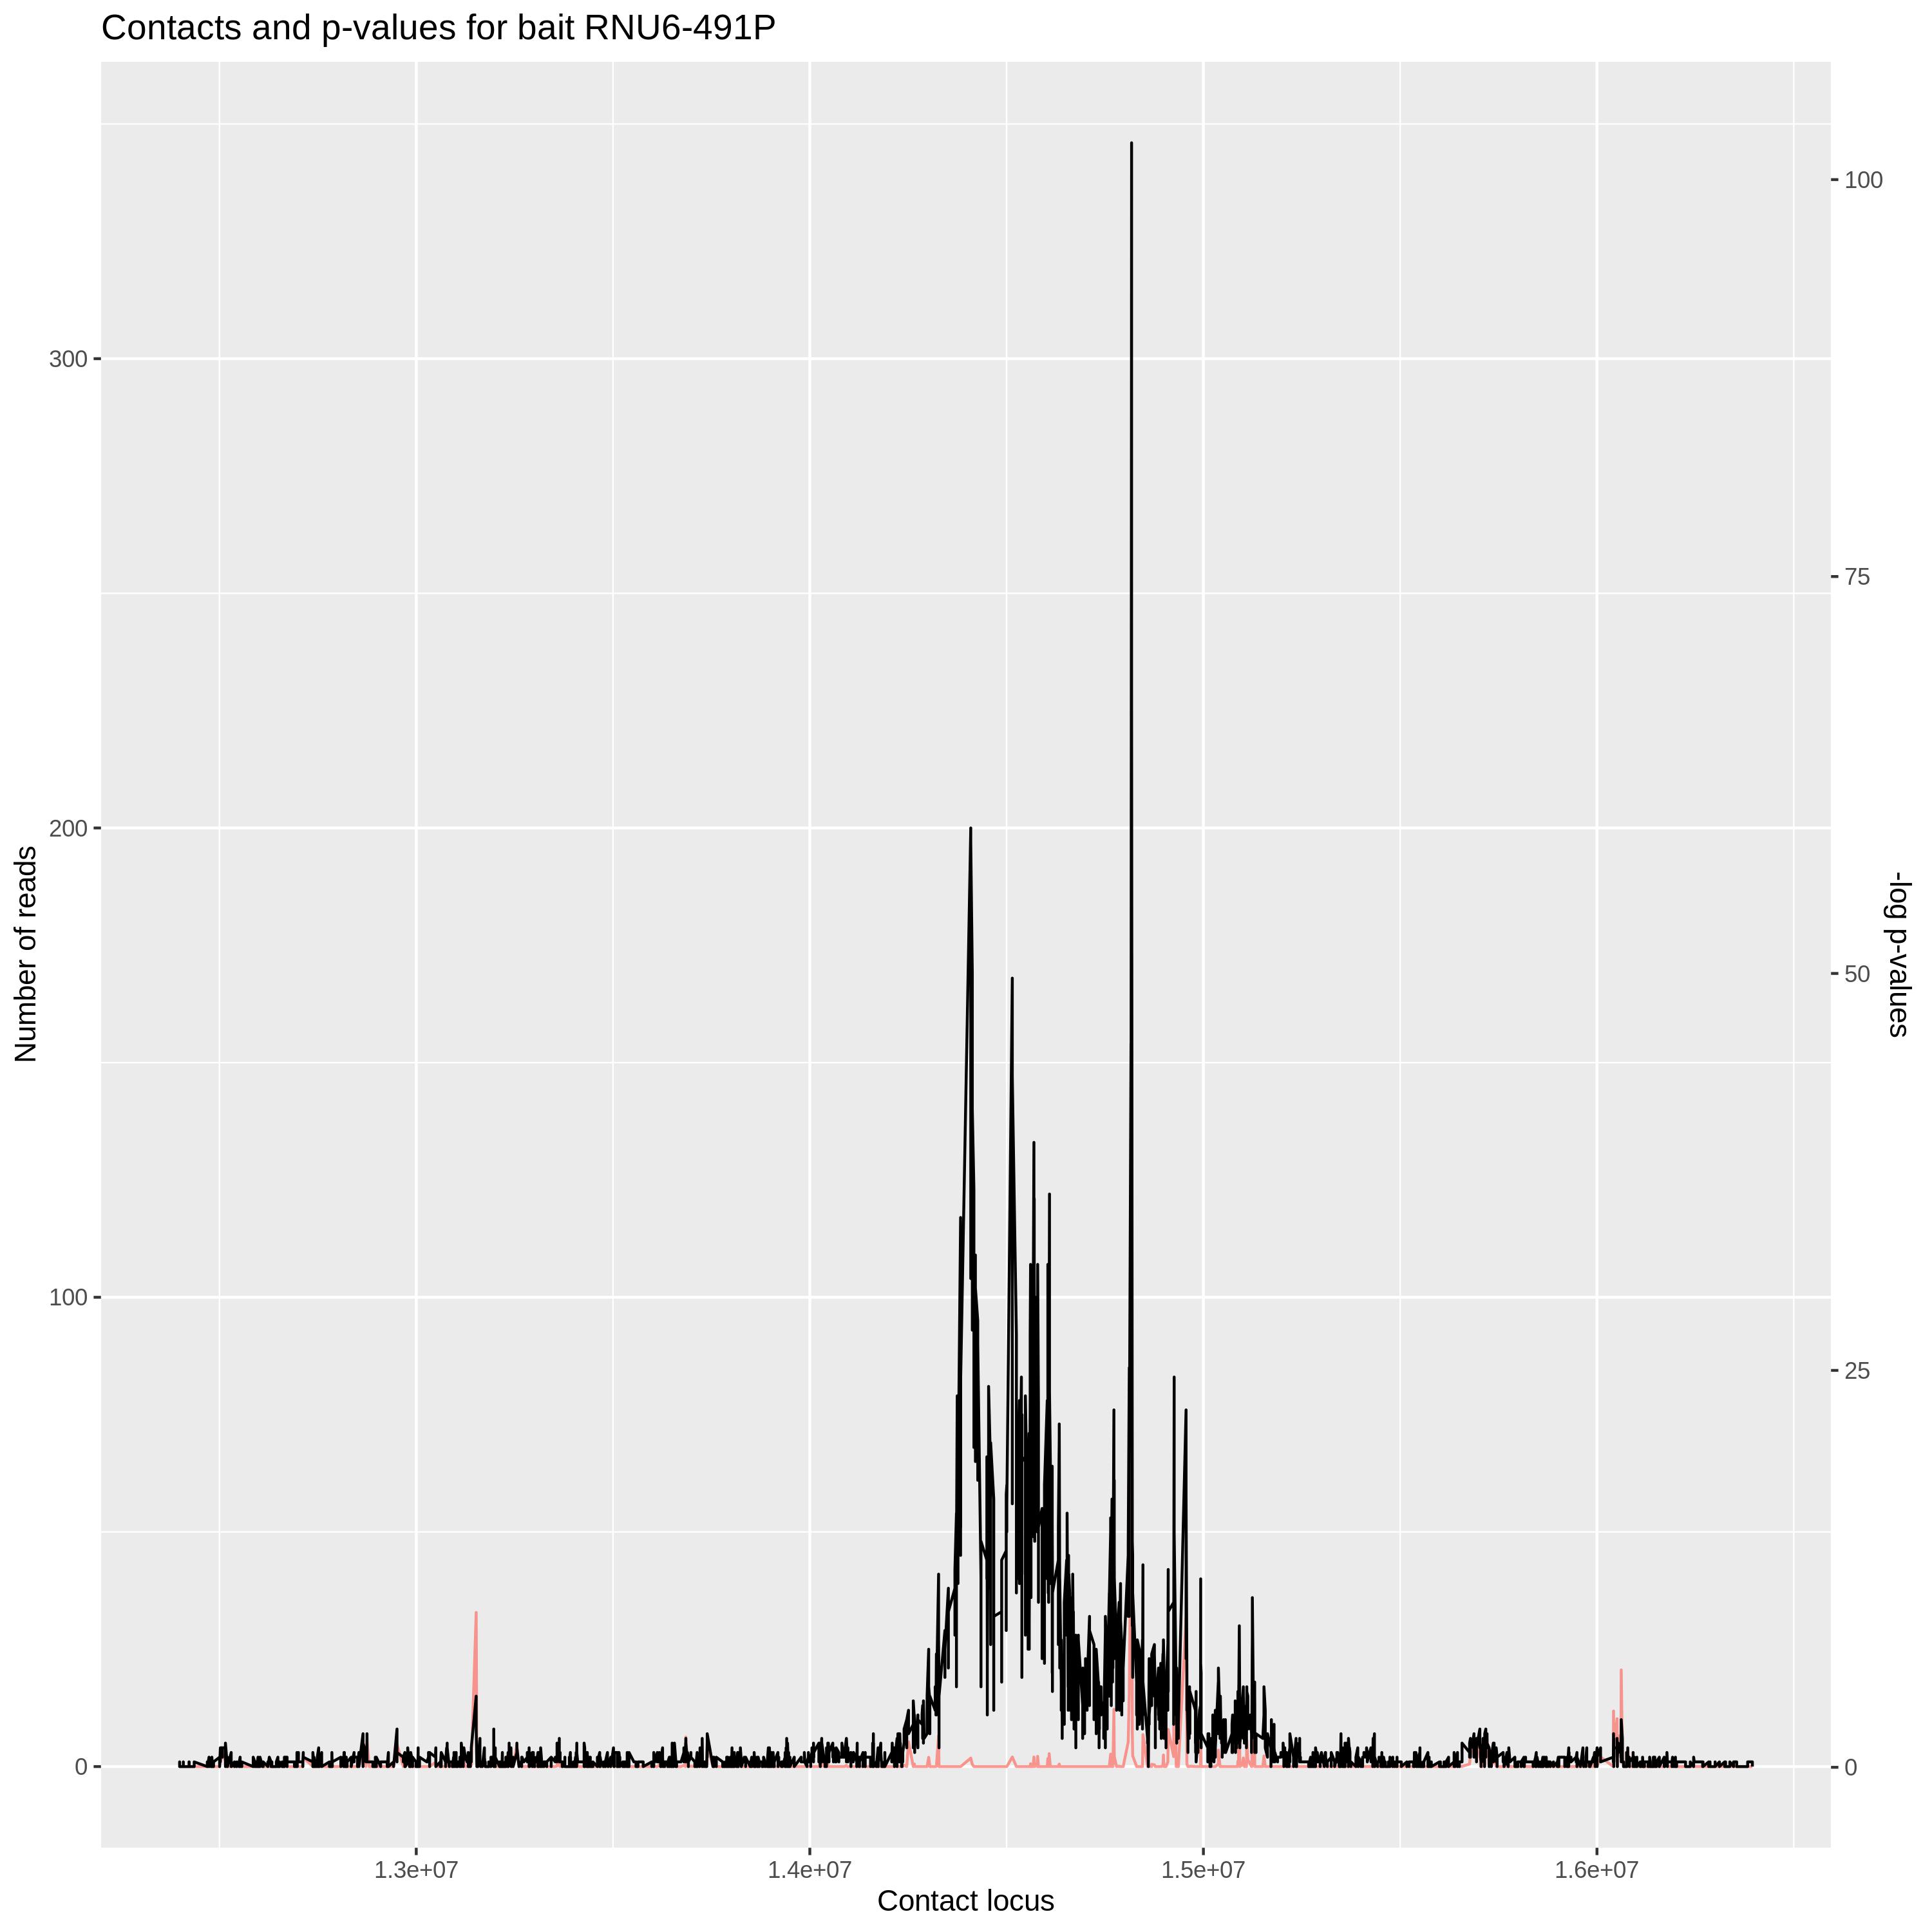 Contacts and p-values for bait RNU6-491P
300
200
100
0
Number of reads
100
75
50
25
0
-log p-values
1.3e+07
1.4e+07
1.5e+07
1.6e+07
Contact locus